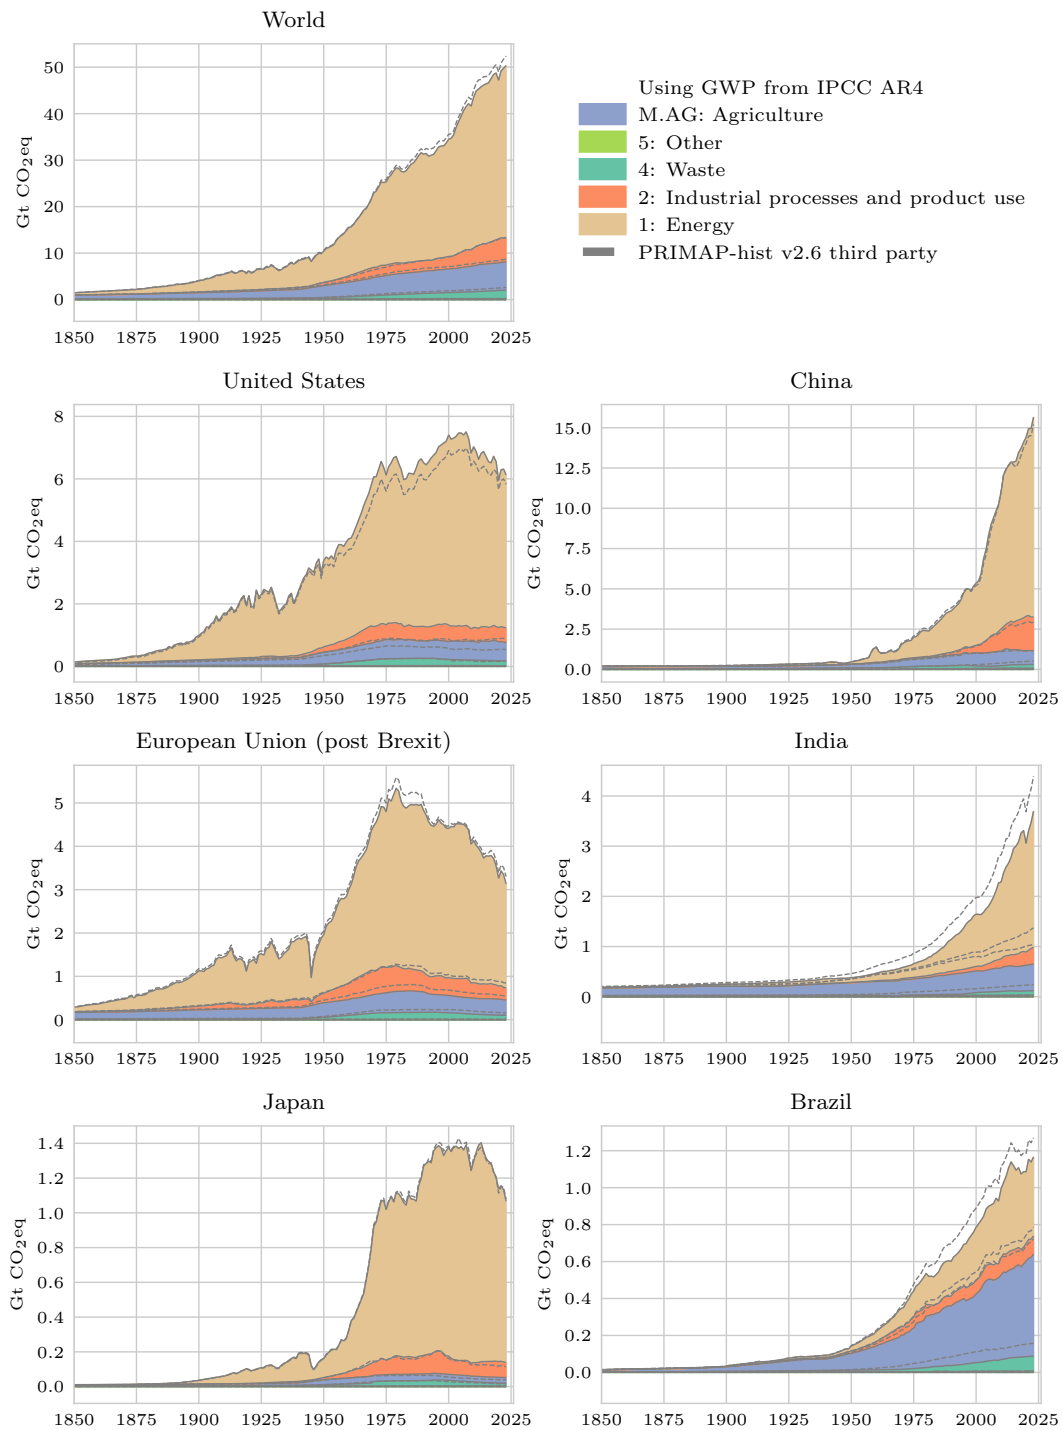 World
Gt CO2eq
50
40
30
20
10
0
1850 1875 1900 1925 1950 1975 2000 2025
Using GWP from IPCC AR4
M.AG: Agriculture
5: Other
4: Waste
2: Industrial processes and product use
1: Energy
PRIMAP-hist v2.6 third party
United States
Gt CO2eq
8
6
4
2
0
1850 1875 1900 1925 1950 1975 2000 2025
China
Gt CO2eq
15.0
12.5
10.0
7.5
5.0
2.5
0.0
1850 1875 1900 1925 1950 1975 2000 2025
European Union (post Brexit)
Gt CO2eq
5
4
3
2
1
0
1850 1875 1900 1925 1950 1975 2000 2025
India
Gt CO2eq
4
3
2
1
0
1850 1875 1900 1925 1950 1975 2000 2025
Japan
Gt CO2eq
1.4
1.2
1.0
0.8
0.6
0.4
0.2
0.0
1850 1875 1900 1925 1950 1975 2000 2025
Brazil
Gt CO2eq
1.2
1.0
0.8
0.6
0.4
0.2
0.0
1850 1875 1900 1925 1950 1975 2000 2025